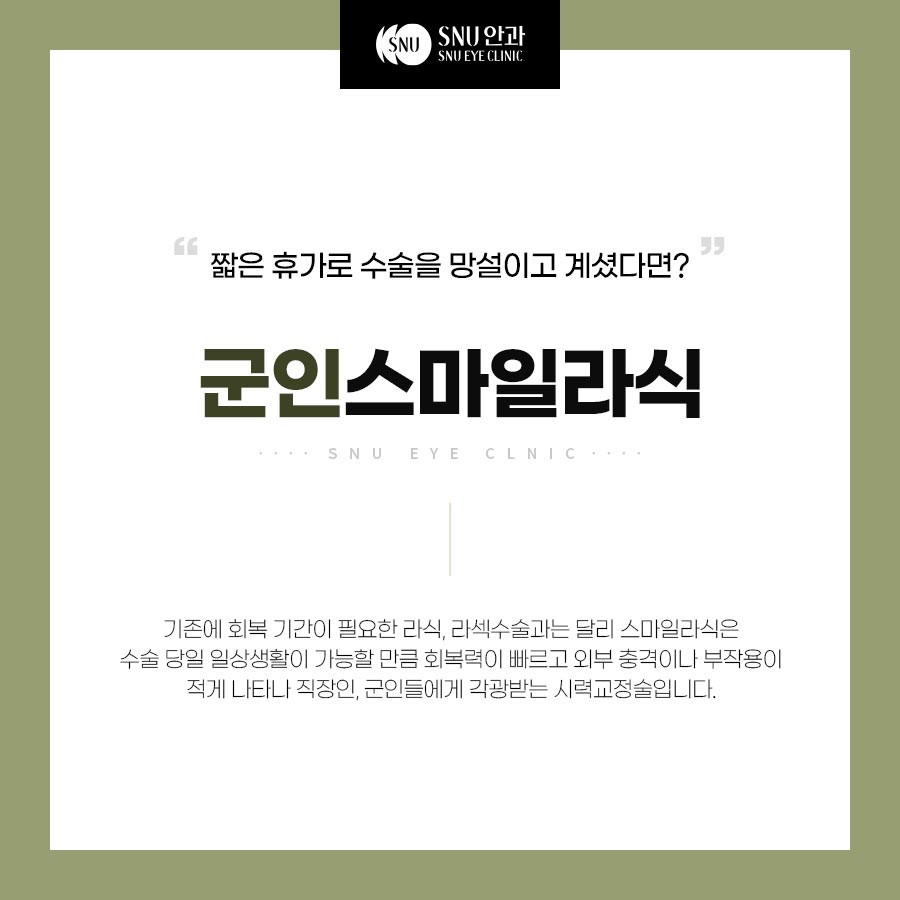 SNU
SNU 안과
SNU EYE CLINIC
“ 짧은 휴가로 수술을 망설이고 계셨다면? ”
군인스마일라식
···· SNU EYE CLNIC ····
기존에 회복 기간이 필요한 라식, 라섹수술과는 달리 스마일라식은
수술 당일 일상생활이 가능할 만큼 회복력이 빠르고 외부 충격이나 부작용이
적게 나타나 직장인, 군인들에게 각광받는 시력교정술입니다.